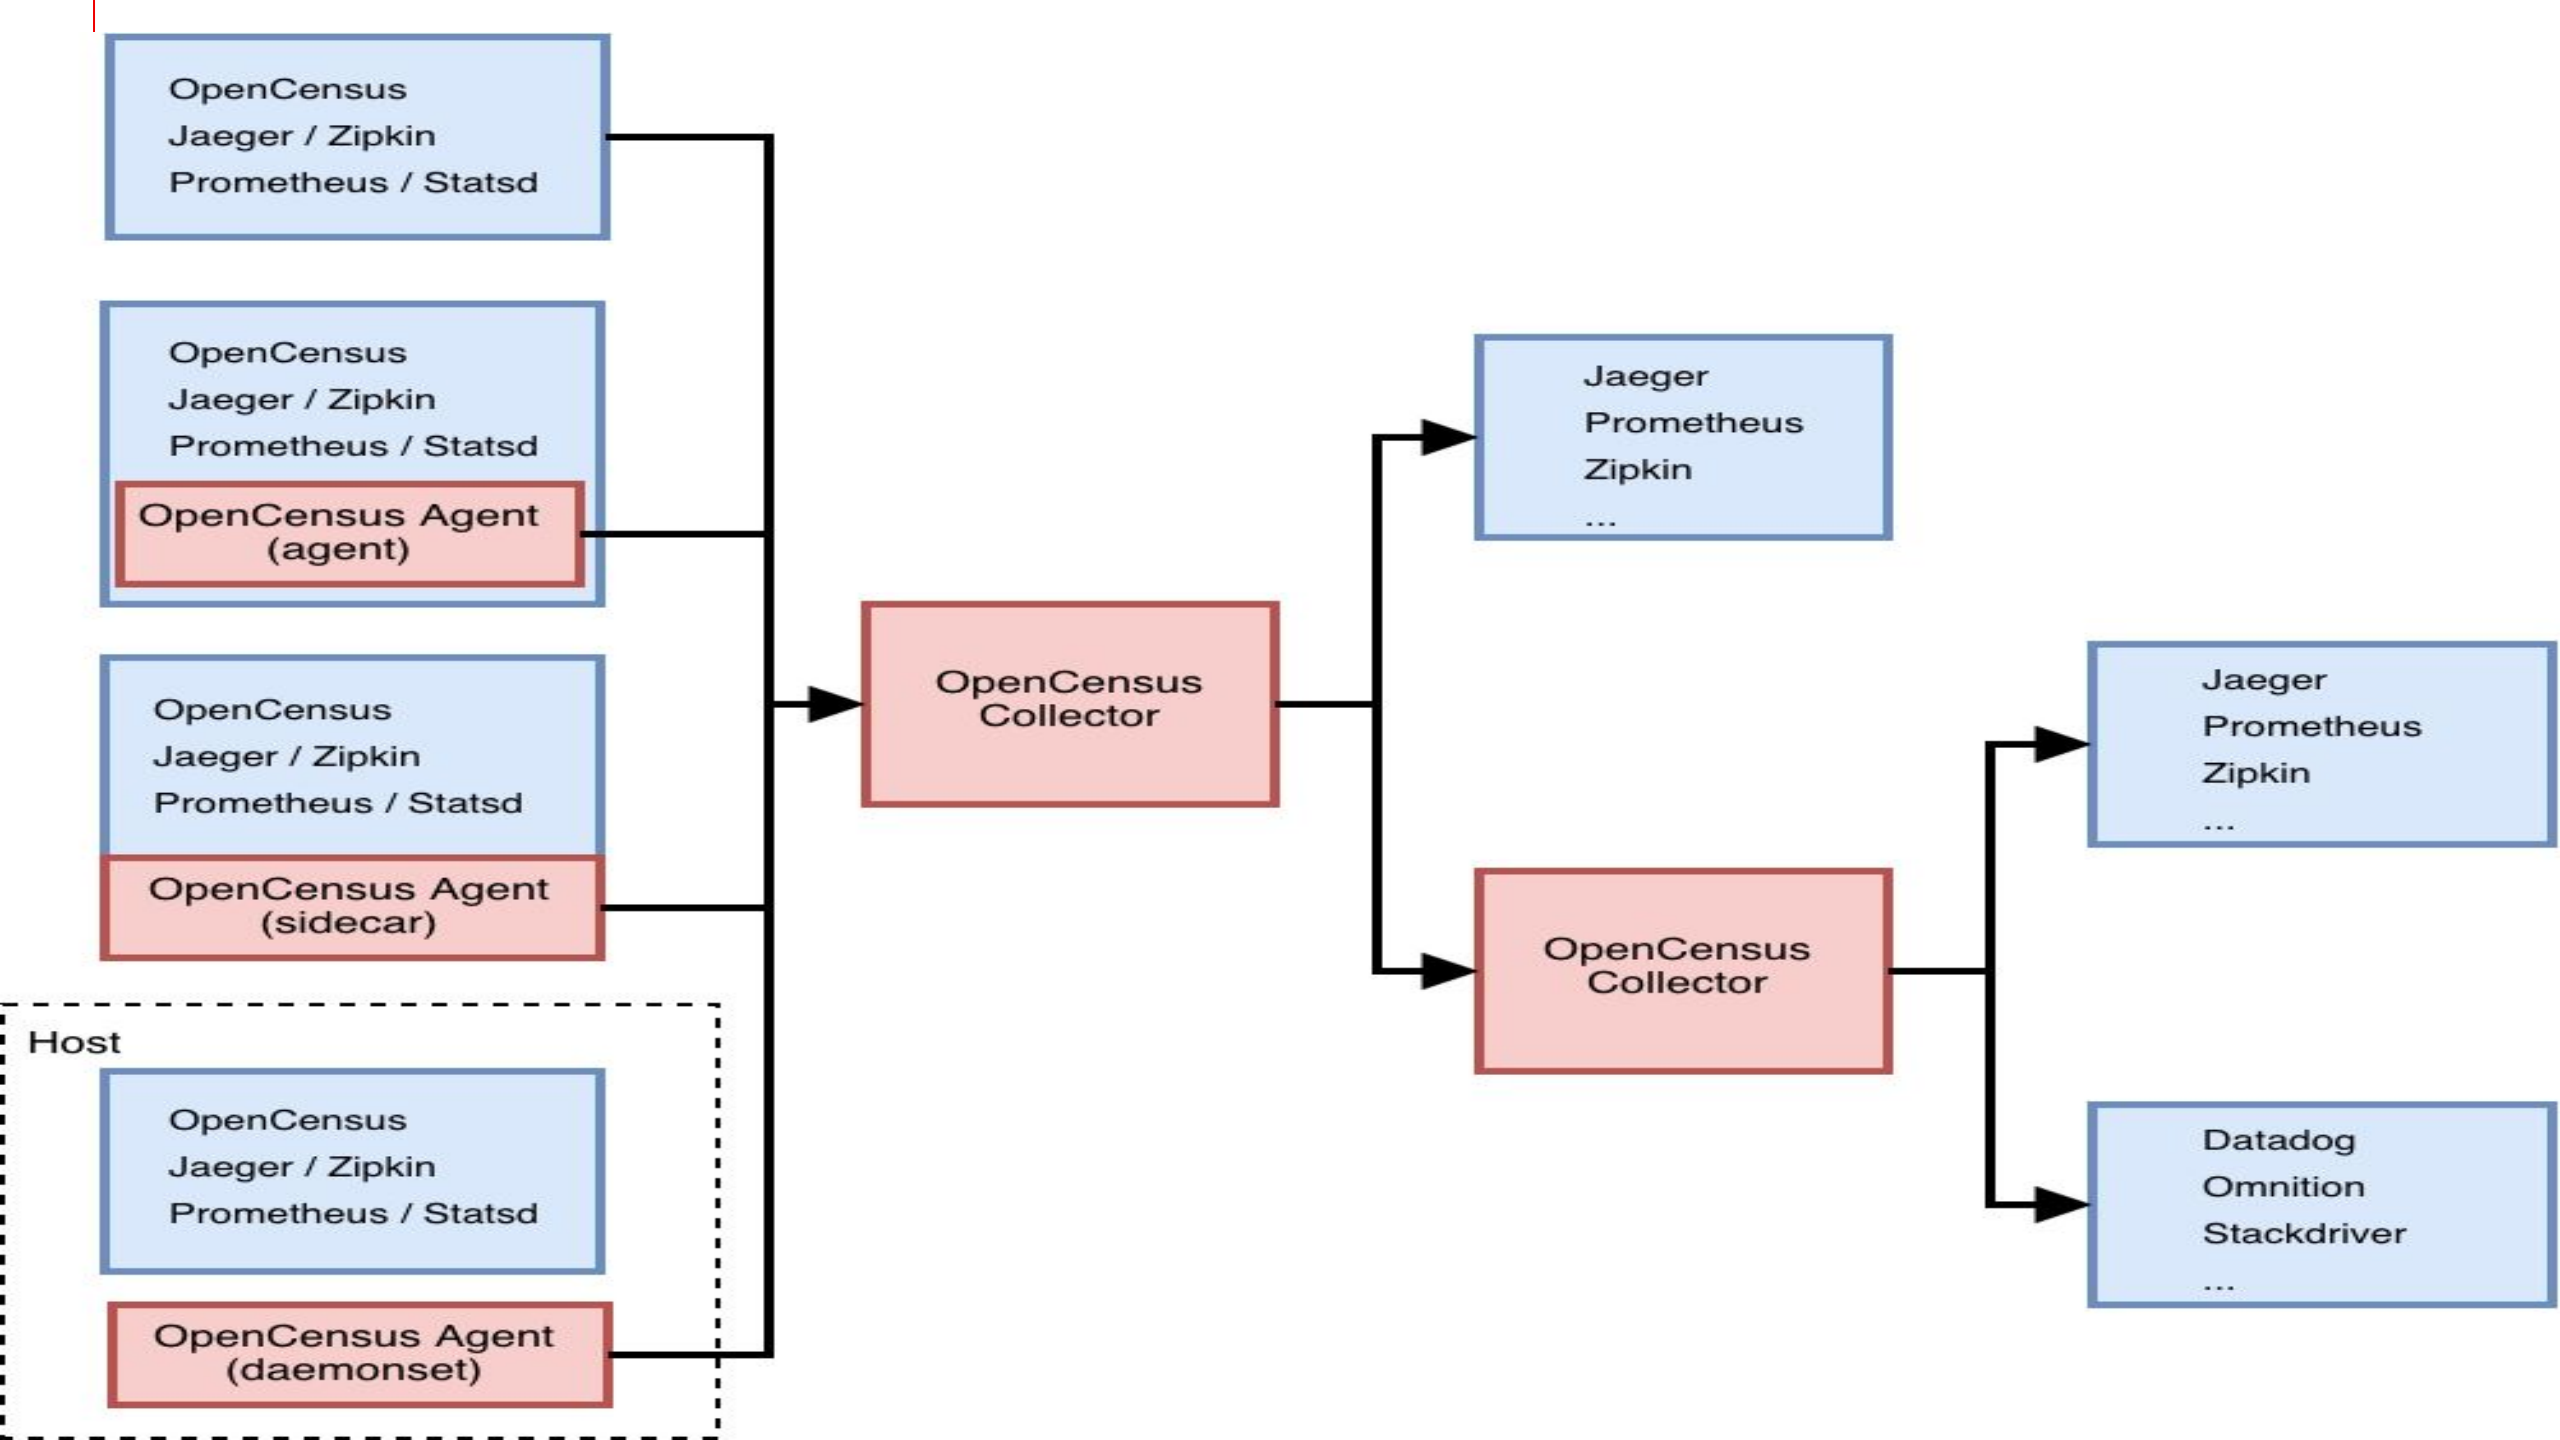 OpenCensus
Jaeger / Zipkin
Prometheus / Statsd
OpenCensus
Jaeger / Zipkin
Prometheus / Statsd
OpenCensus Agent
(agent)
OpenCensus
Jaeger / Zipkin
Prometheus / Statsd
OpenCensus Agent
(sidecar)
Host
OpenCensus
Jaeger / Zipkin
Prometheus / Statsd
OpenCensus Agent
(daemonset)
OpenCensus
Collector
Jaeger
Prometheus
Zipkin
...
OpenCensus
Collector
Jaeger
Prometheus
Zipkin
...
Datadog
Omnition
Stackdriver
...